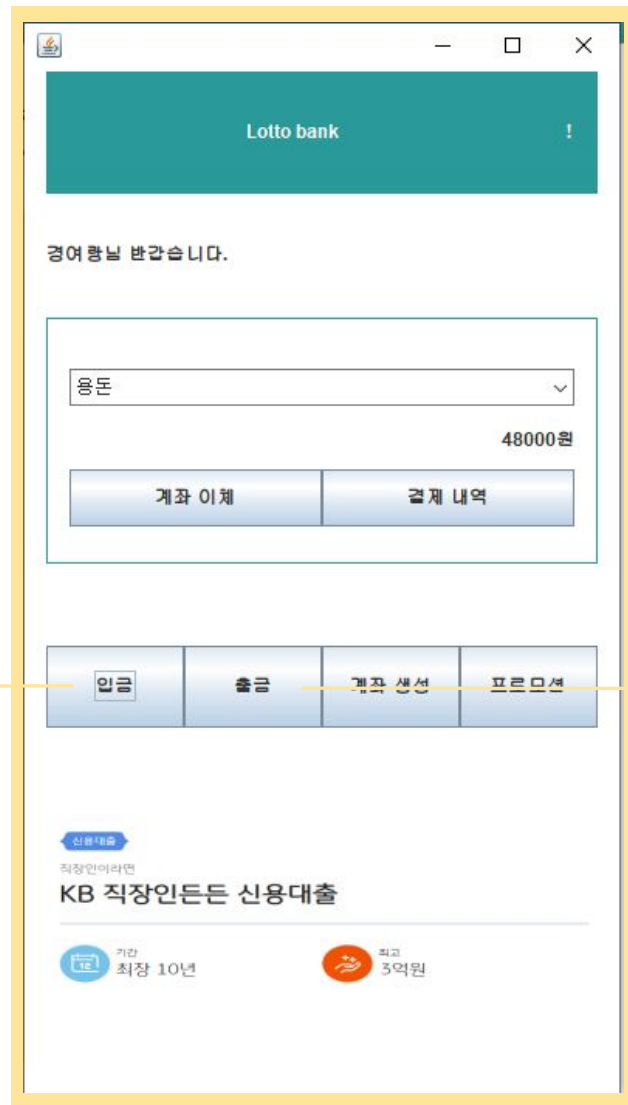 Lotto bank !
경여랑님 반갑습니다.
용돈
48000원
계좌 이체 결제 내역
입금 출금 계좌 생성 프로모션
신용대출
직장인이라면
KB 직장인든든 신용대출
기간 최고
최장 10년 3억원